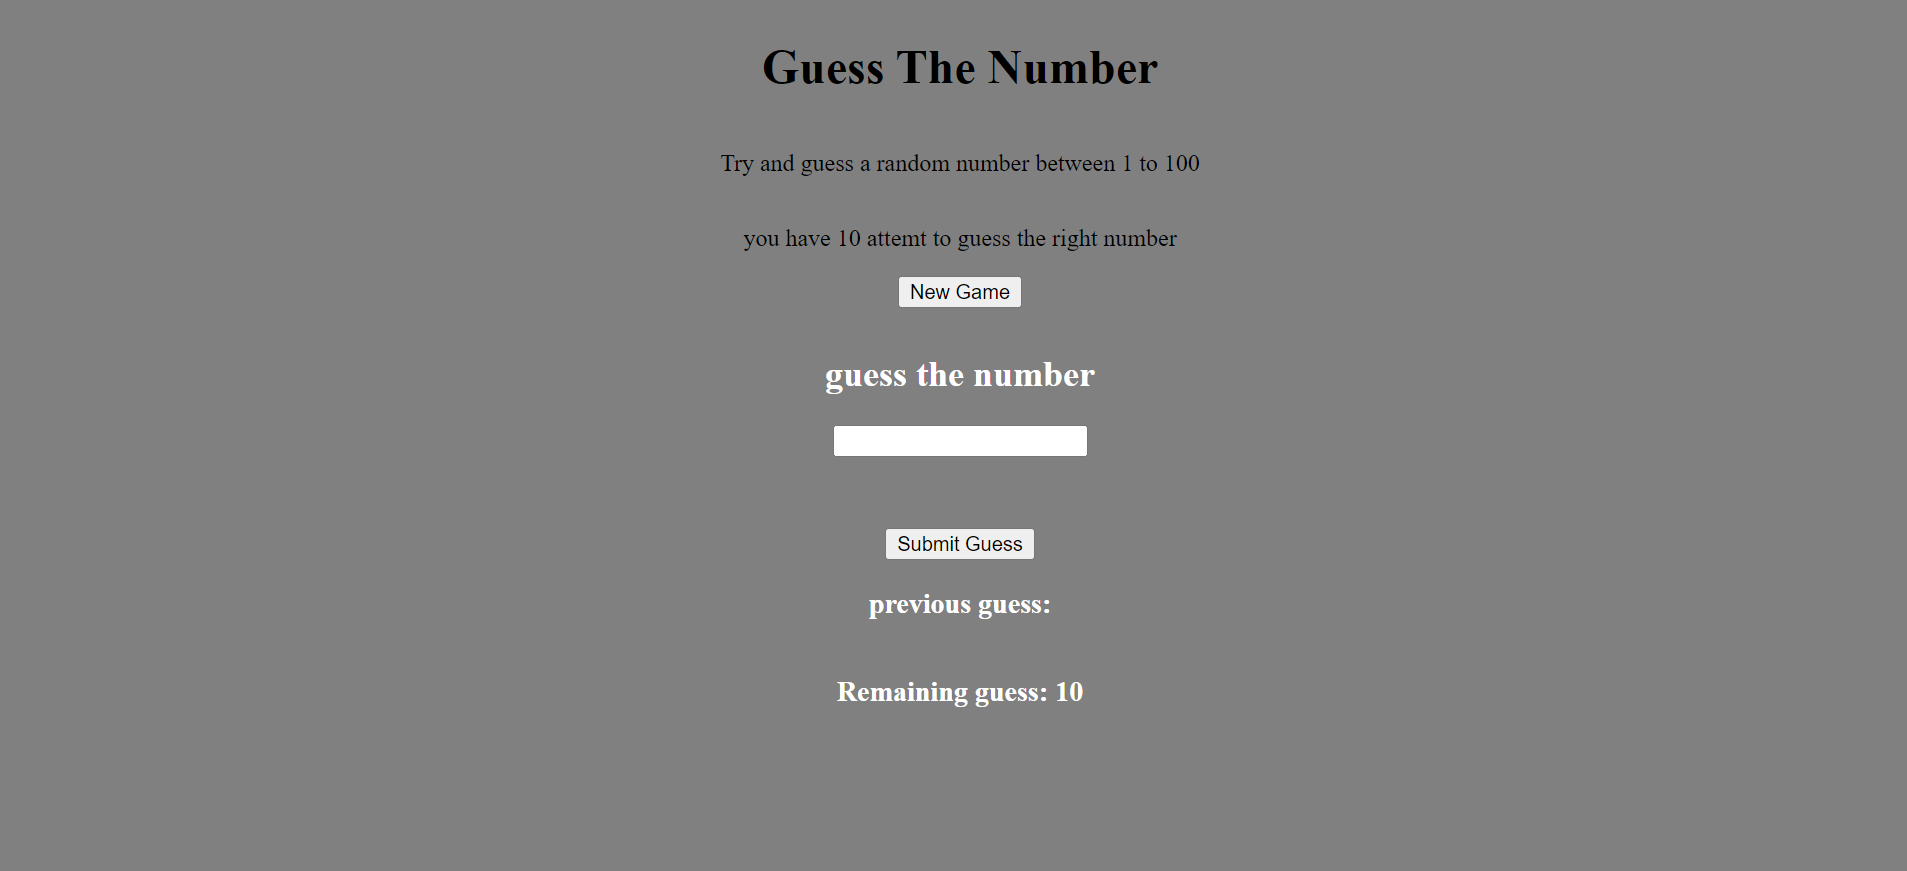 Guess The Number
Try and guess a random number between 1 to 100
you have 10 attemt to guess the right number
New Game
guess the number
Submit Guess
previous guess:
Remaining guess: 10